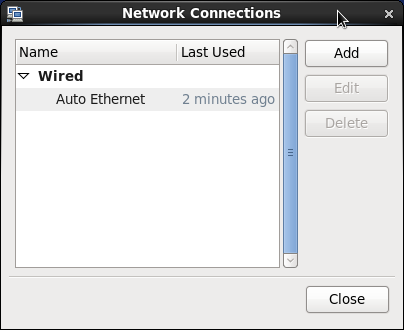 Network Connections
Name Last Used Add
Wired
Edit
Auto Ethernet 2 minutes ago
Delete
Close